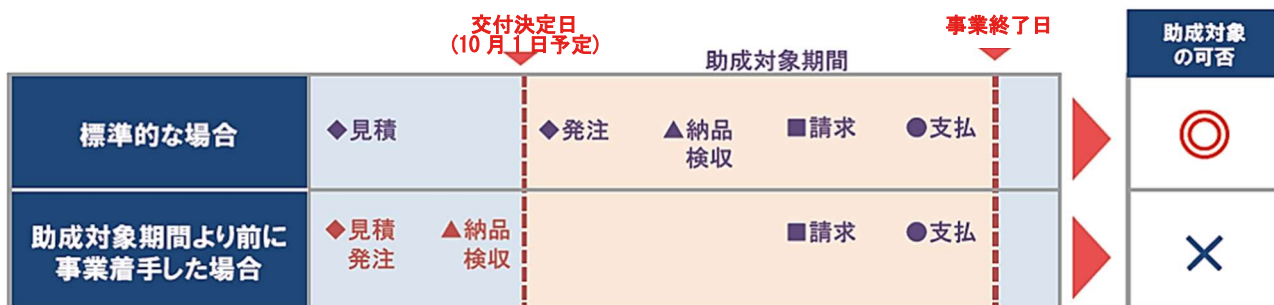 交付決定日
(10月1日予定)
事業終了日
助成対象期間
助成対象
の可否
標準的な場合
◆見積
◆発注
▲納品
検収
■請求
●支払
◎
助成対象期間より前に
事業着手した場合
◆見積
発注
▲納品
検収
■請求
●支払
×